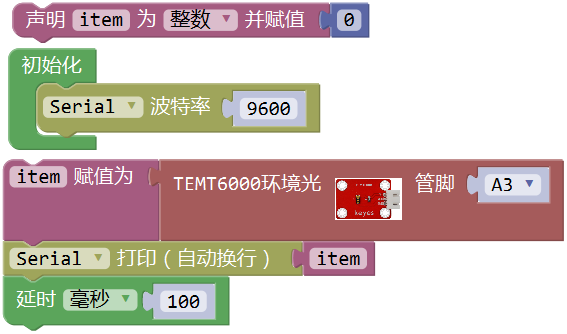 声明 item 为 整数 并赋值 0
初始化
Serial 波特率 9600
item 赋值为 TEMT6000环境光 keyes 管脚 A3
Serial 打印（自动换行） item
延时 毫秒 100